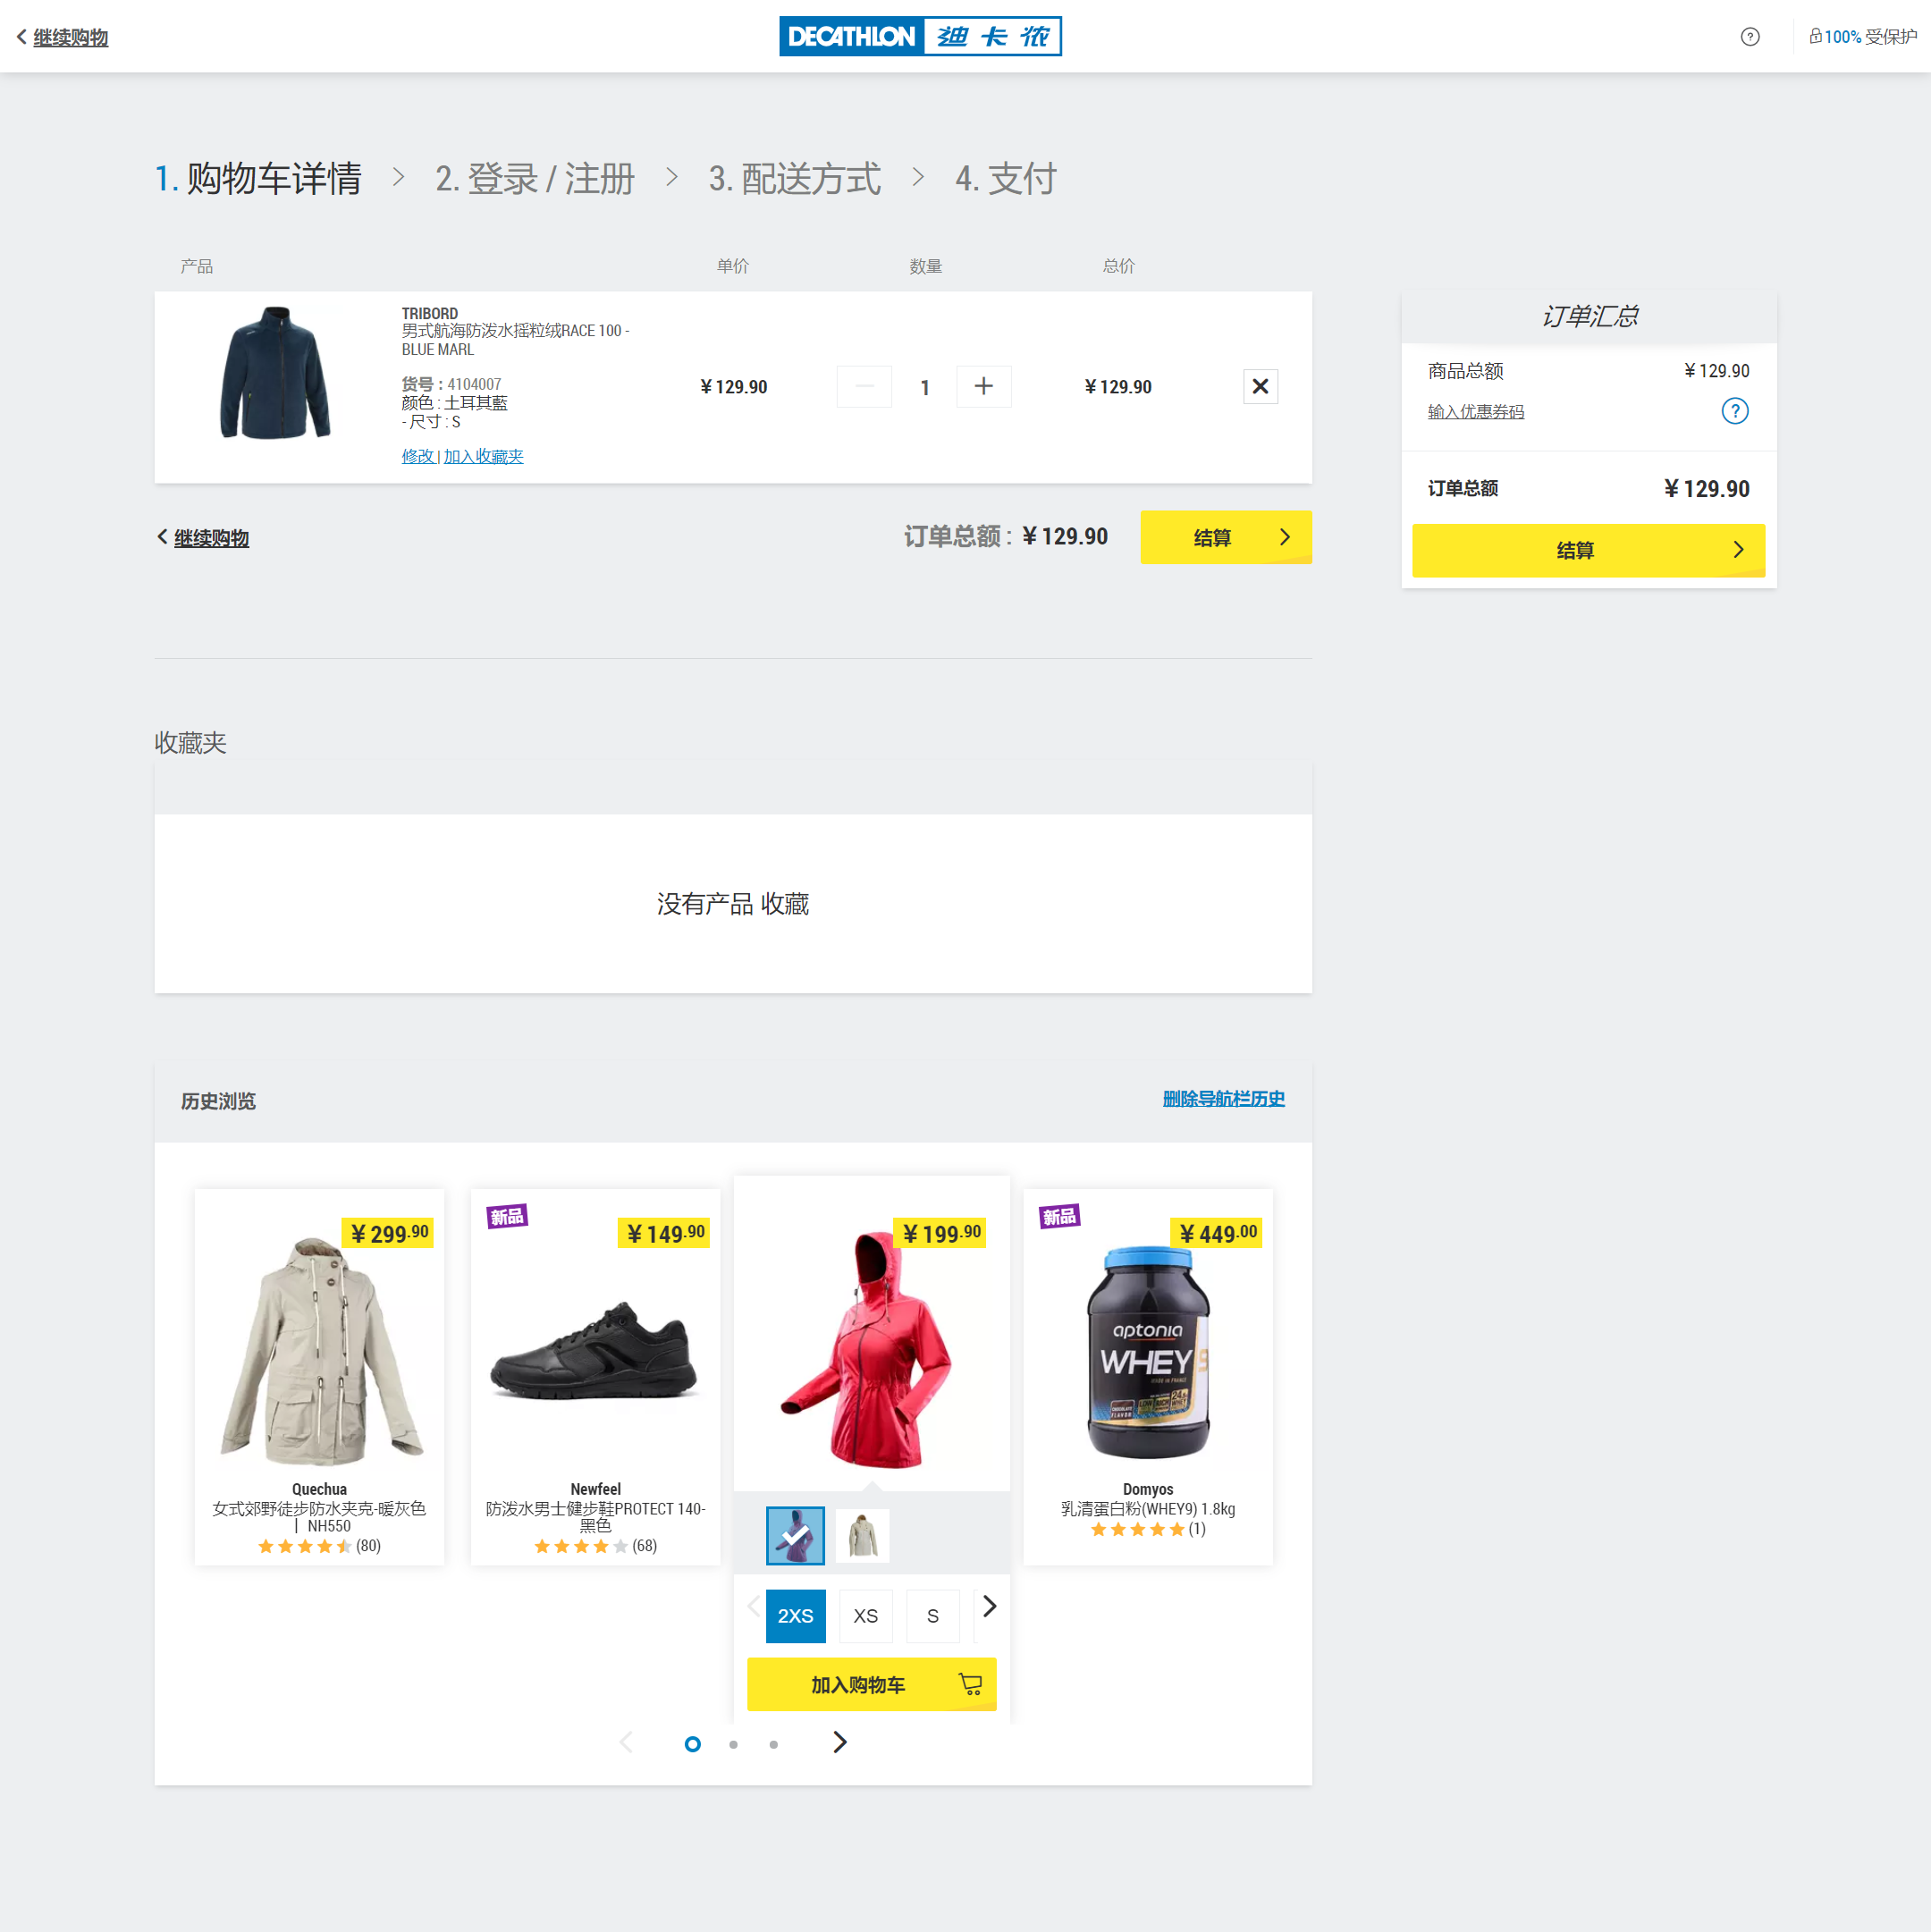 继续购物
DECATHLON 迪卡侬
100% 受保护
1. 购物车详情
2. 登录 / 注册
3. 配送方式
4. 支付
产品
单价
数量
总价
TRIBORD
男式航海防泼水摇粒绒RACE 100 -
BLUE MARL
货号 : 4104007
颜色 : 土耳其藍
- 尺寸 : S
修改 | 加入收藏夹
¥ 129.90
1
¥ 129.90
继续购物
订单总额 : ¥ 129.90
结算
订单汇总
商品总额
¥ 129.90
输入优惠券码
?
订单总额
¥ 129.90
结算
收藏夹
没有产品 收藏
历史浏览
删除导航栏历史
¥ 299.90
Quechua
女式郊野徒步防水夹克-暖灰色
| NH550
(80)
新品
¥ 149.90
Newfeel
防泼水男士健步鞋PROTECT 140-
黑色
(68)
¥ 199.90
2XS
XS
S
加入购物车
新品
¥ 449.00
aptonia
WHEY 9
Domyos
乳清蛋白粉(WHEY9) 1.8kg
(1)